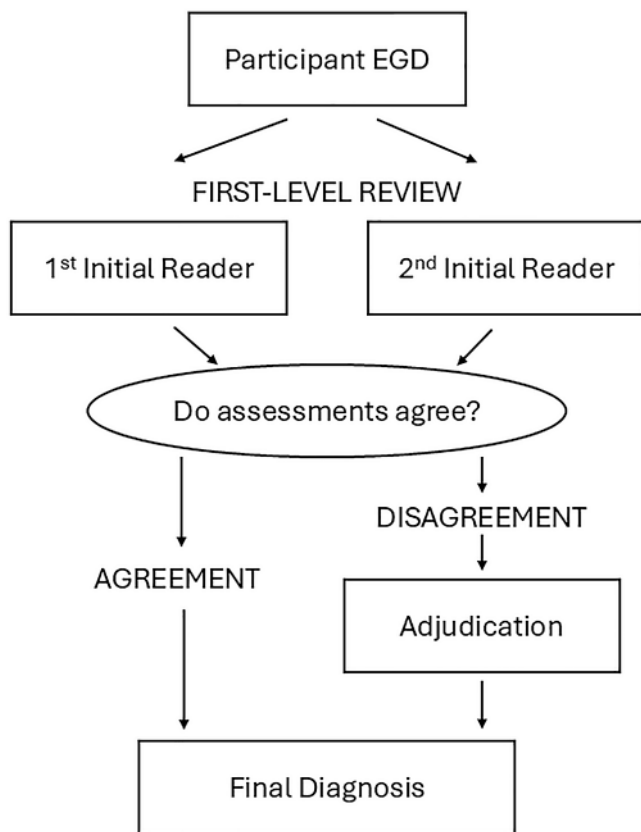 Participant EGD
FIRST-LEVEL REVIEW
1st Initial Reader
2nd Initial Reader
Do assessments agree?
DISAGREEMENT
AGREEMENT
Adjudication
Final Diagnosis